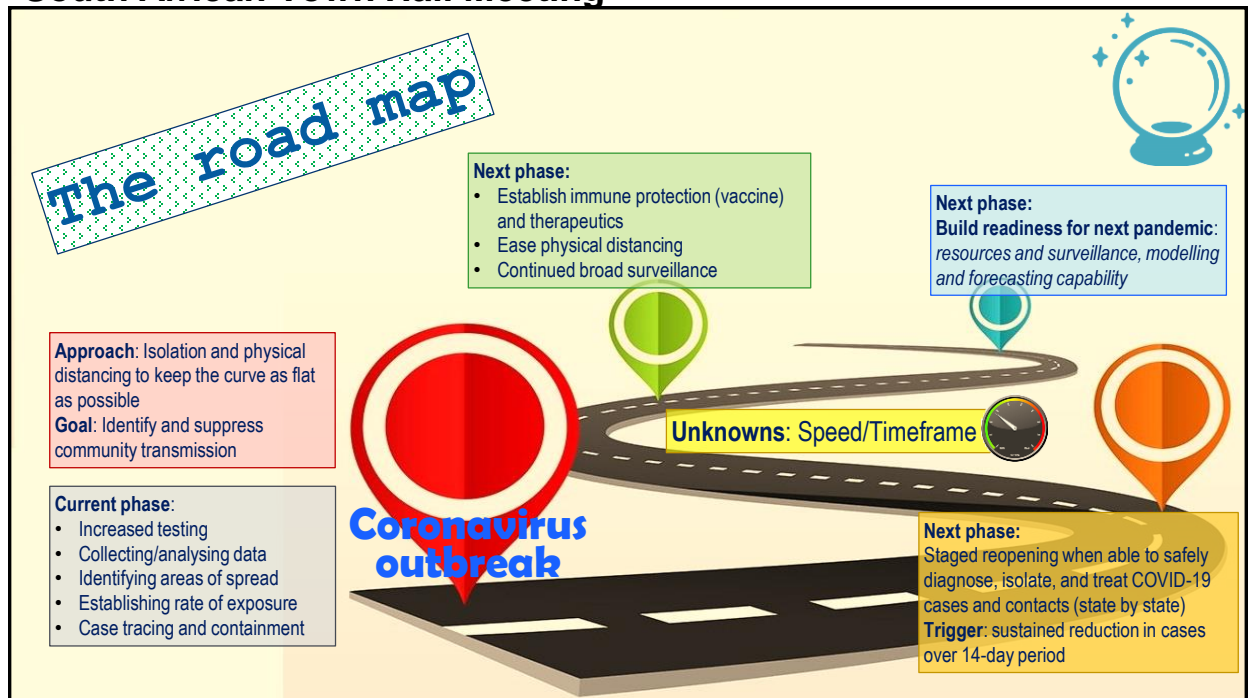 The road map
Next phase:
• Establish immune protection (vaccine)
and therapeutics
• Ease physical distancing
• Continued broad surveillance
Next phase:
Build readiness for next pandemic:
resources and surveillance, modelling
and forecasting capability
Approach: Isolation and physical
distancing to keep the curve as flat
as possible
Goal: Identify and suppress
community transmission
Unknowns: Speed/Timeframe
Current phase:
• Increased testing
• Collecting/analysing data
• Identifying areas of spread
• Establishing rate of exposure
• Case tracing and containment
Coronavirus
outbreak
Next phase:
Staged reopening when able to safely
diagnose, isolate, and treat COVID-19
cases and contacts (state by state)
Trigger: sustained reduction in cases
over 14-day period